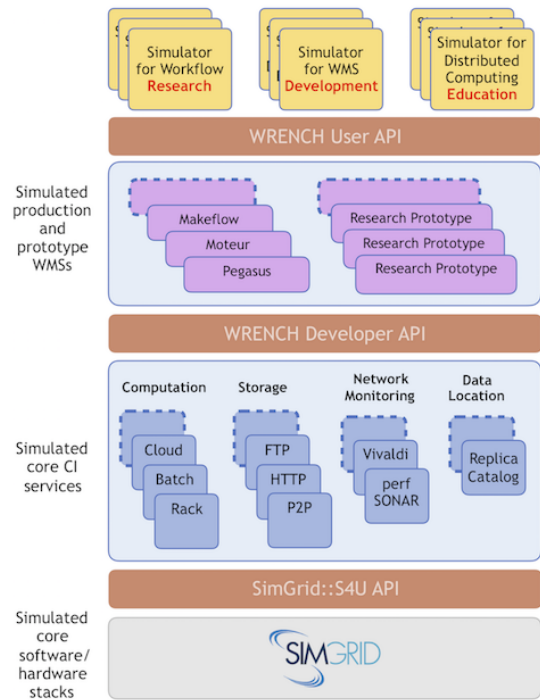 Simulator
for Workflow
Research
Simulator
for WMS
Development
Simulator for
Distributed
Computing
Education
WRENCH User API
Simulated
production
and
prototype
WMSs
Makeflow
Moteur
Pegasus
Research Prototype
Research Prototype
Research Prototype
WRENCH Developer API
Simulated
core CI
services
Computation
Cloud
Batch
Rack
Storage
FTP
HTTP
P2P
Network
Monitoring
Vivaldi
perf
SONAR
Data
Location
Replica
Catalog
SimGrid::S4U API
Simulated
core
software/
hardware
stacks
SIMGRID